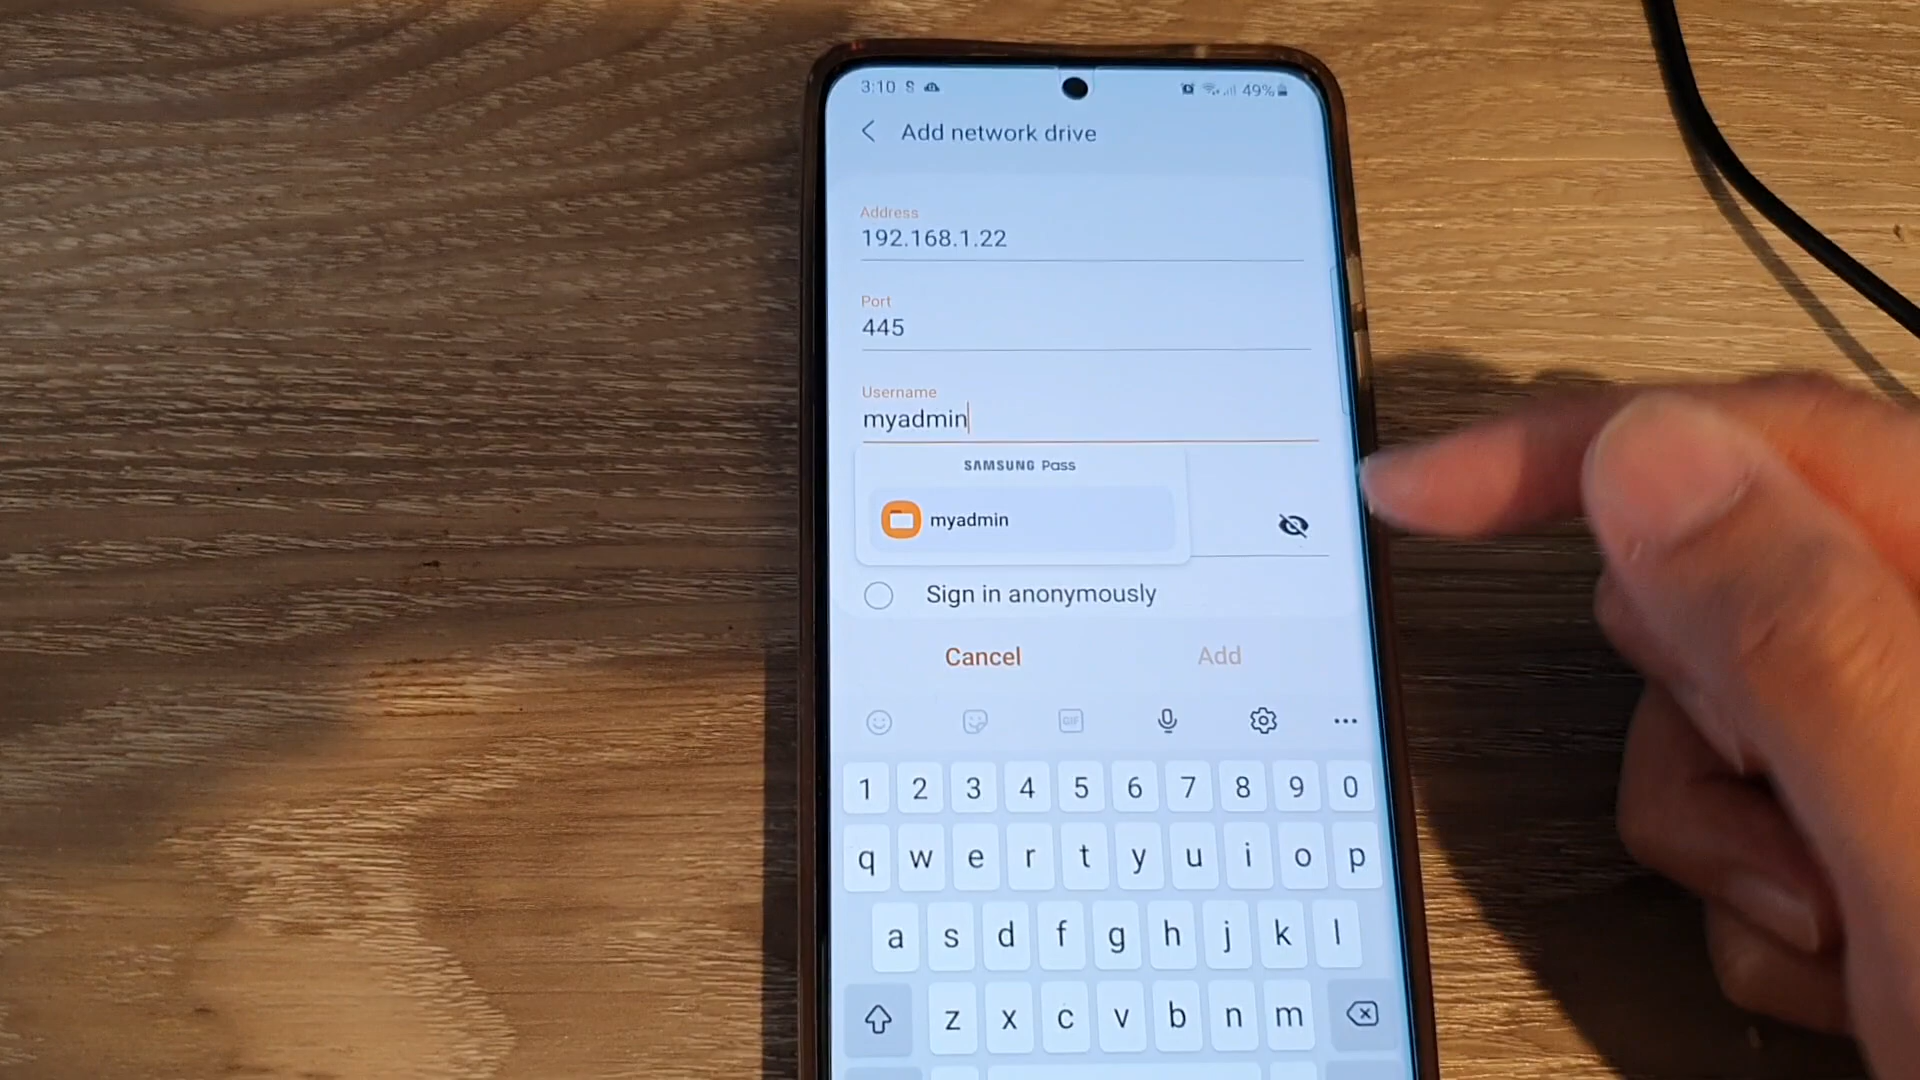 3:10 49%
Add network drive
Address
192.168.1.22
Port
445
Username
myadmin
SAMSUNG Pass
myadmin
Sign in anonymously
Cancel Add
GIF
1 2 3 4 5 6 7 8 9 0
q w e r t y u i o p
a s d f g h j k l
z x c v b n m